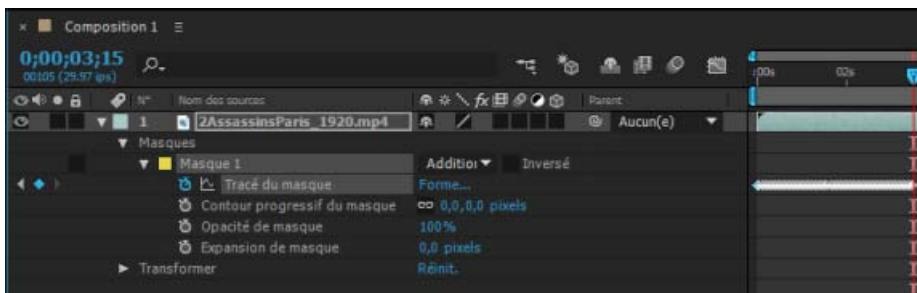 × Composition 1 ≡
0;00;03;15
00105 (29.97 ips)
:00s 02s
N° Nom des sources fx Parent
1 2AssassinsParis_1920.mp4 Aucun(e)
Masques
Masque 1 Addition Inversé
Tracé du masque Forme...
Contour progressif du masque 0,0,0,0 pixels
Opacité de masque 100%
Expansion de masque 0,0 pixels
Transformer Réinit.